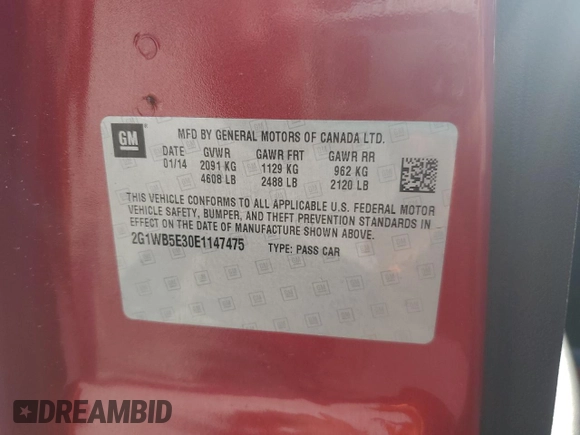 GM
MFD BY GENERAL MOTORS OF CANADA LTD.
DATE GVWR GAWR FRT GAWR RR
01/14 2091 KG 1129 KG 962 KG
4608 LB 2488 LB 2120 LB
THIS VEHICLE CONFORMS TO ALL APPLICABLE U.S. FEDERAL MOTOR
VEHICLE SAFETY, BUMPER, AND THEFT PREVENTION STANDARDS IN
EFFECT ON THE DATE OF MANUFACTURE SHOWN ABOVE.
2G1WB5E30E1147475 TYPE: PASS CAR
DREAMBID